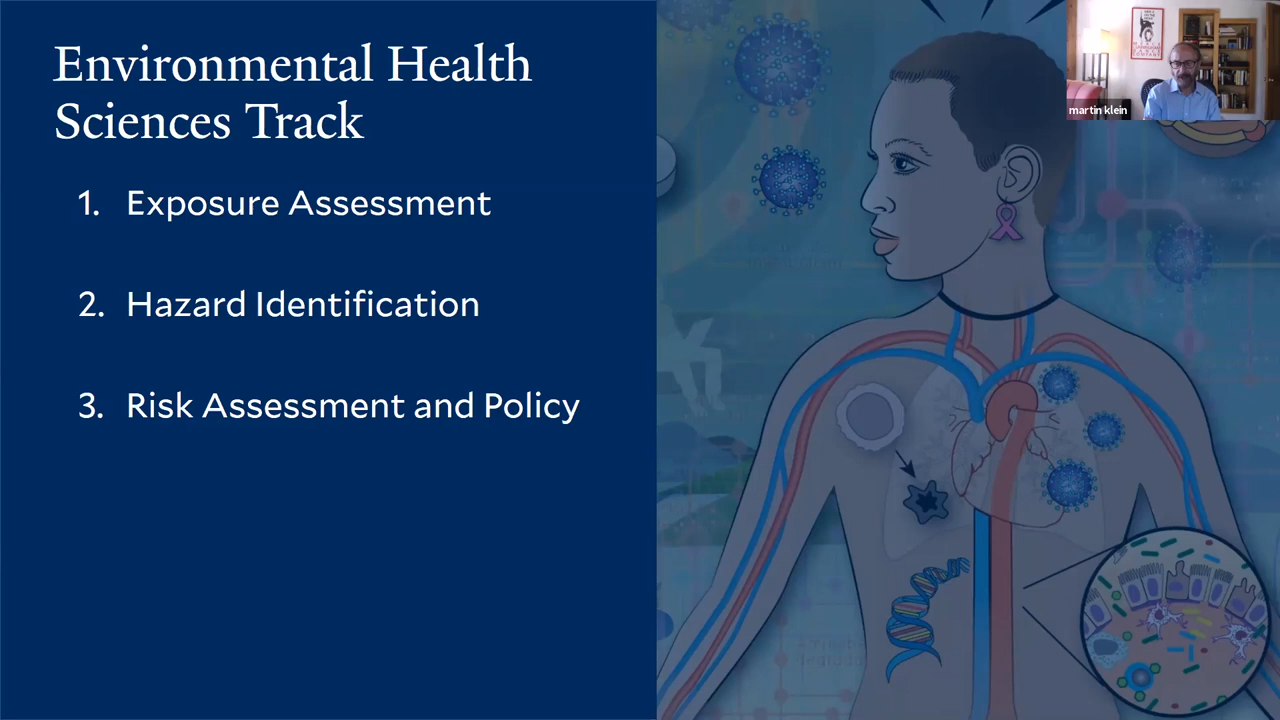 Environmental Health
Sciences Track
1. Exposure Assessment
2. Hazard Identification
3. Risk Assessment and Policy
martin klein